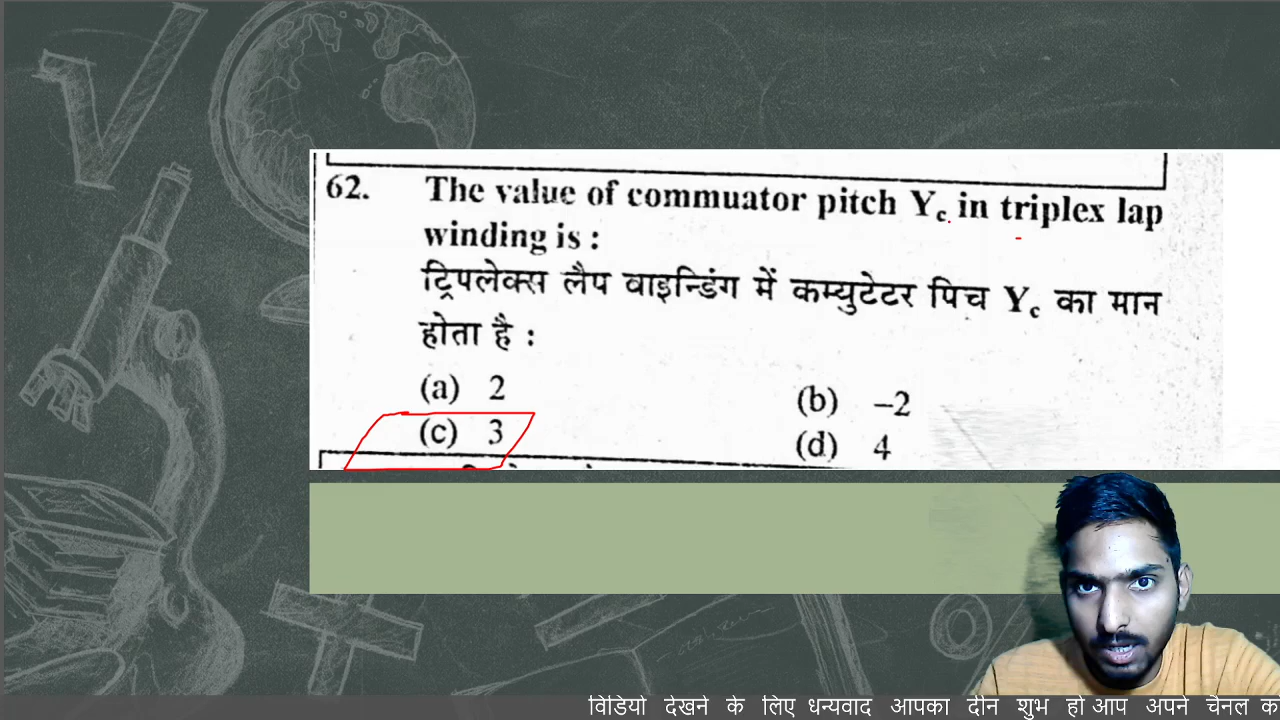 62. The value of commuator pitch Yc in triplex lap
winding is :
ट्रिपलेक्स लैप वाइन्डिंग में कम्युटेटर पिच Yc का मान
होता है :
(a) 2 (b) –2
(c) 3 (d) 4
विडियो देखने के लिए धन्यवाद आपका दीन शुभ हो आप अपने चैनल क